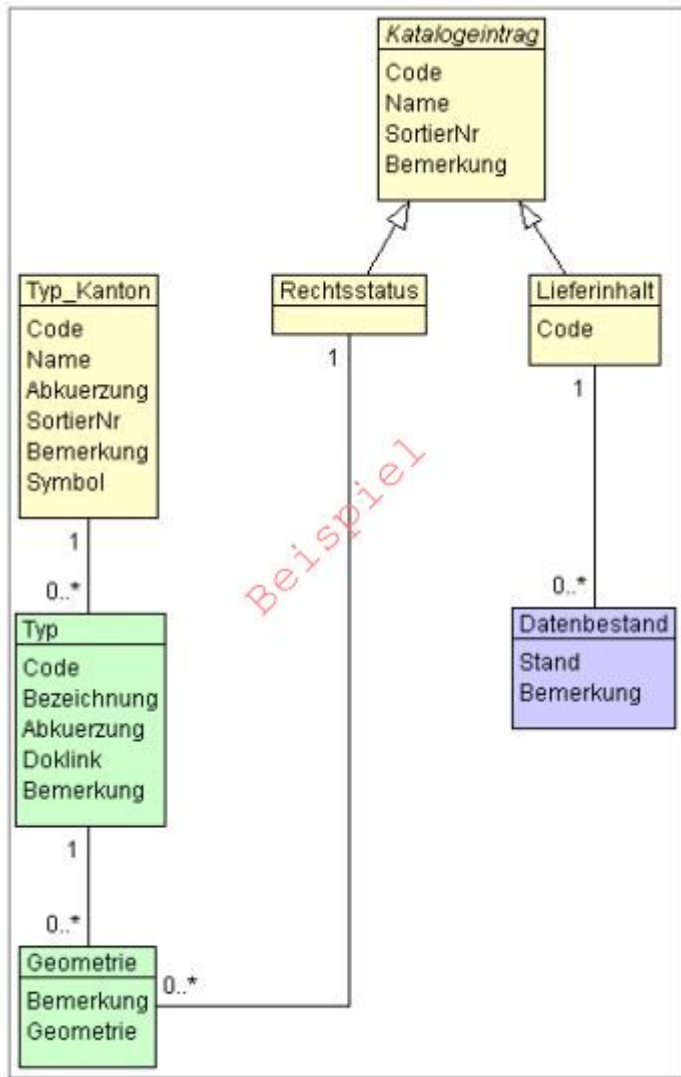 Katalogeintrag
Code
Name
SortierNr
Bemerkung
Typ_Kanton
Code
Name
Abkuerzung
SortierNr
Bemerkung
Symbol
Rechtsstatus
1
Lieferinhalt
Code
1
Beispiel
1
0..*
Typ
Code
Bezeichnung
Abkuerzung
Doklink
Bemerkung
0..*
Datenbestand
Stand
Bemerkung
1
0..*
Geometrie
Bemerkung
Geometrie
0..*